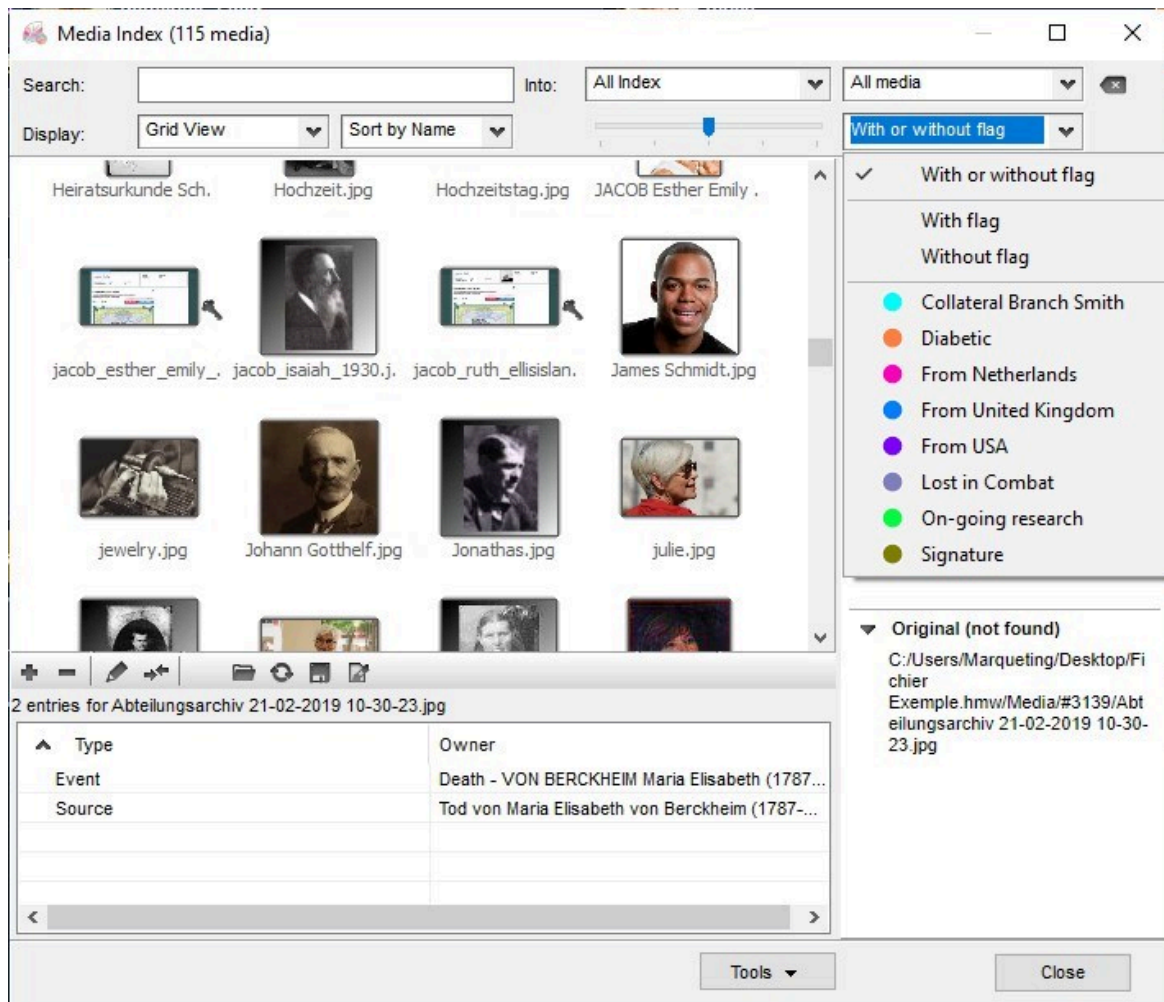 Media Index (115 media)
Search:
Into:
All Index
All media
Display:
Grid View
Sort by Name
With or without flag
With or without flag
With flag
Without flag
Collateral Branch Smith
Diabetic
From Netherlands
From United Kingdom
From USA
Lost in Combat
On-going research
Signature
Heiratsurkunde Sch.
Hochzeit.jpg
Hochzeitstag.jpg
JACOB Esther Emily .
jacob_esther_emily_.
jacob_isaiah_1930.j.
jacob_ruth_ellisislan.
James Schmidt.jpg
jewelry.jpg
Johann Gotthelf.jpg
Jonathas.jpg
julie.jpg
Original (not found)
C:/Users/Marqueting/Desktop/Fi
chier
Exemple.hmw/Media/#3139/Abt
eilungsarchiv 21-02-2019 10-30-
23.jpg
2 entries for Abteilungsarchiv 21-02-2019 10-30-23.jpg
Type
Owner
Event
Death - VON BERCKHEIM Maria Elisabeth (1787...
Source
Tod von Maria Elisabeth von Berckheim (1787-...
Tools
Close